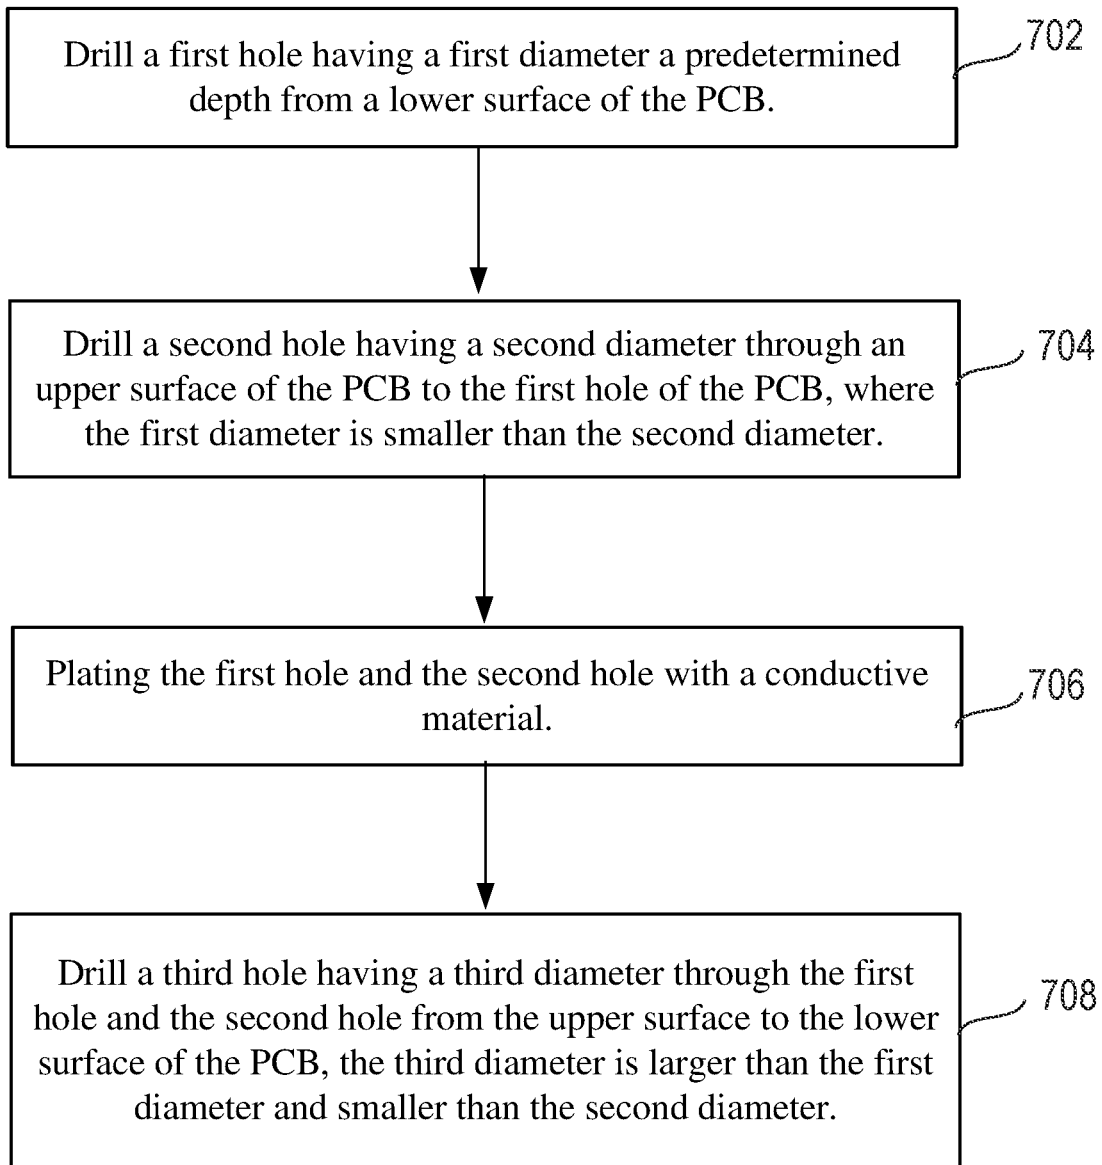 Drill a first hole having a first diameter a predetermined
depth from a lower surface of the PCB.
702
Drill a second hole having a second diameter through an
upper surface of the PCB to the first hole of the PCB, where
the first diameter is smaller than the second diameter.
704
Plating the first hole and the second hole with a conductive
material.
706
Drill a third hole having a third diameter through the first
hole and the second hole from the upper surface to the lower
surface of the PCB, the third diameter is larger than the first
diameter and smaller than the second diameter.
708